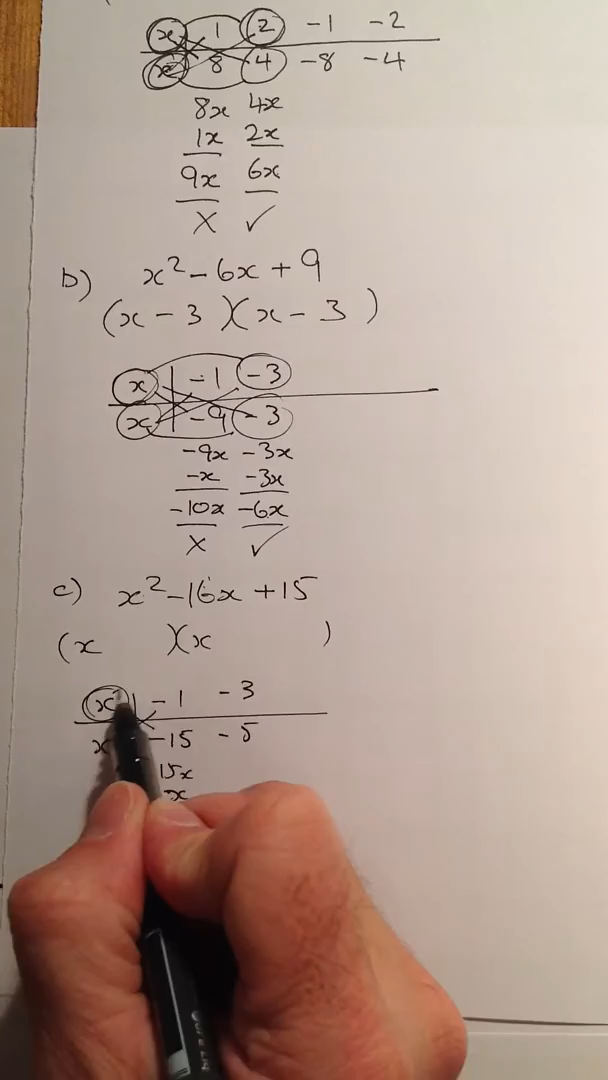 x 1 2 -1 -2
x 8 4 -8 -4
8x 4x
1x 2x
9x 6x
X ✓
b) x² - 6x + 9
(x - 3)(x - 3)
x | -1 -3
x | -9 -3
-9x -3x
-x -3x
-10x -6x
X ✓
c) x² - 16x + 15
(x )(x )
x | -1 -3
x -15 -5
15x
x